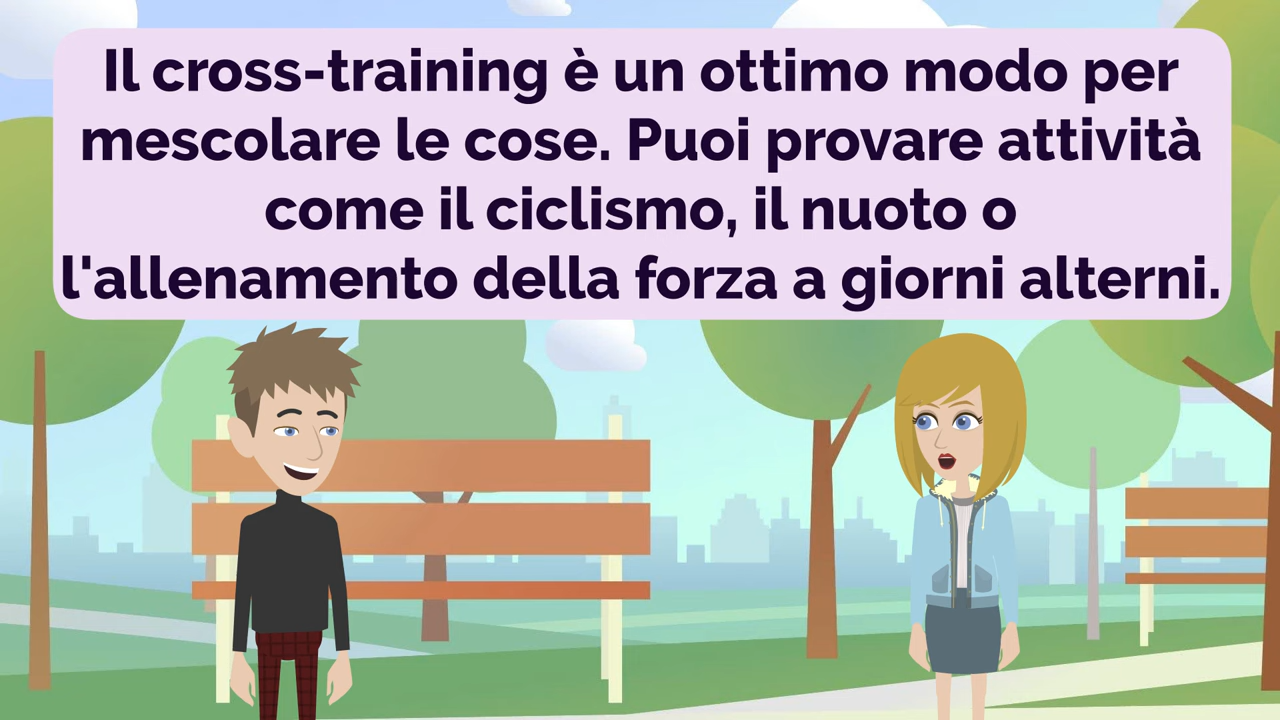 Il cross-training è un ottimo modo per
mescolare le cose. Puoi provare attività
come il ciclismo, il nuoto o
l'allenamento della forza a giorni alterni.